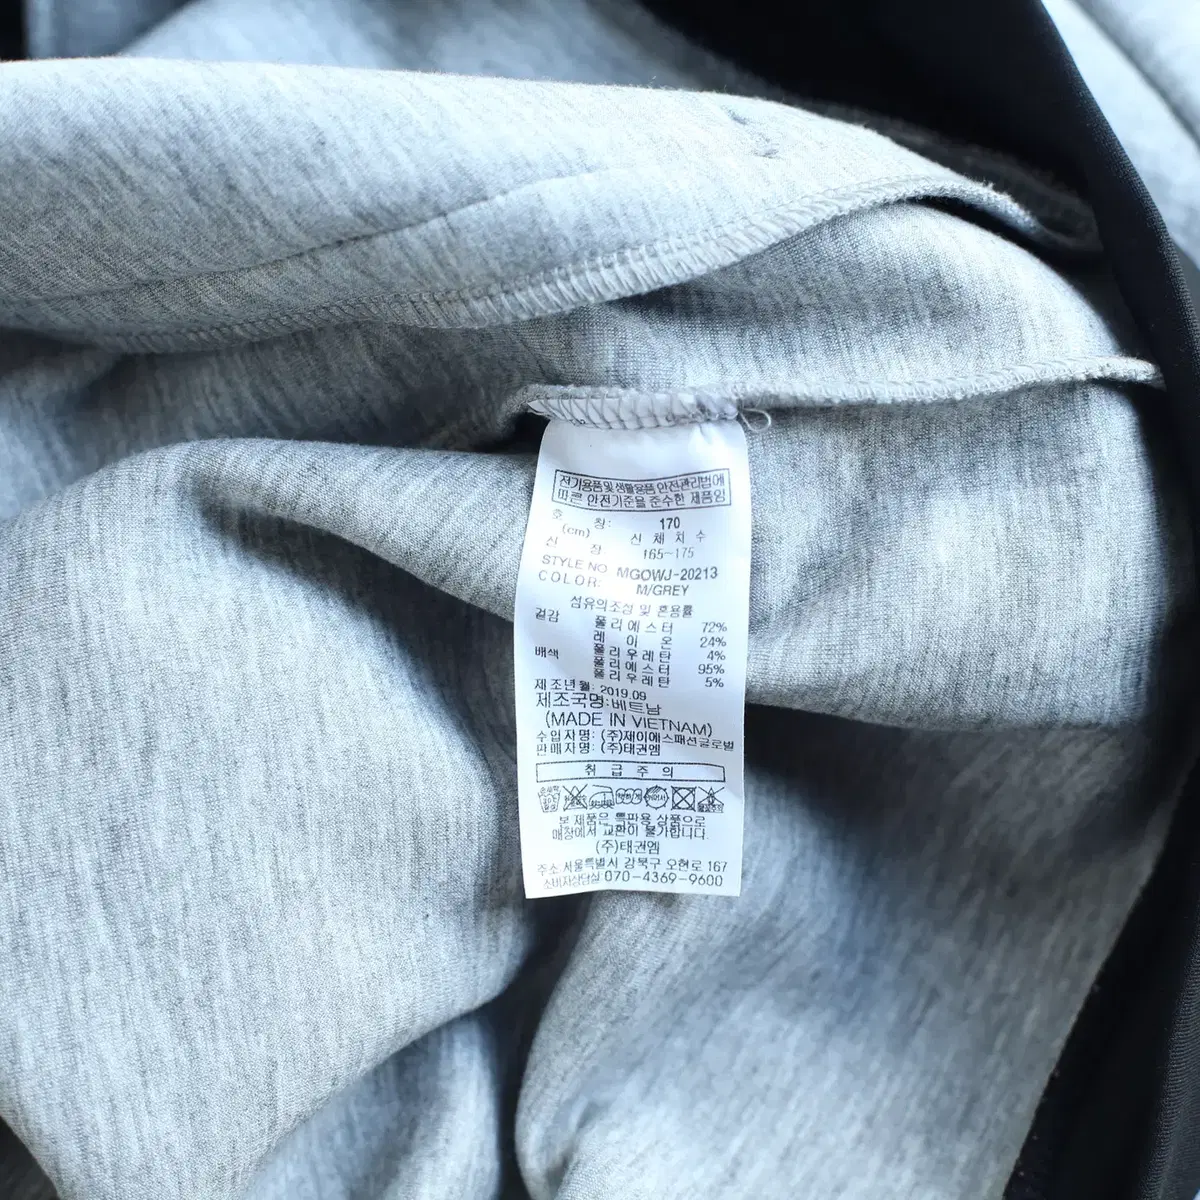 전기용품및생활용품 안전관리법에
따른 안전기준을 준수한 제품임
호 칭: 170
(cm) 신 체 치 수
신 장 165-175
STYLE NO MGOWJ-20213
COLOR: M/GREY
섬유의조성 및 혼용률
겉감 폴리에스터 72%
레 이 온 24%
폴리우레탄 4%
배색 폴리에스터 95%
폴리우레탄 5%
제조년월: 2019.09
제조국명:베트남
(MADE IN VIETNAM)
수입자명: (주)제이에스패션글로벌
판매자명: (주)태권엠
취 급 주 의
본 제품은 특판용 상품으로
매장에서 교환이 불가합니다.
(주)태권엠
주소 서울특별시 강북구 오현로 167
소비자상담실 070-4369-9600